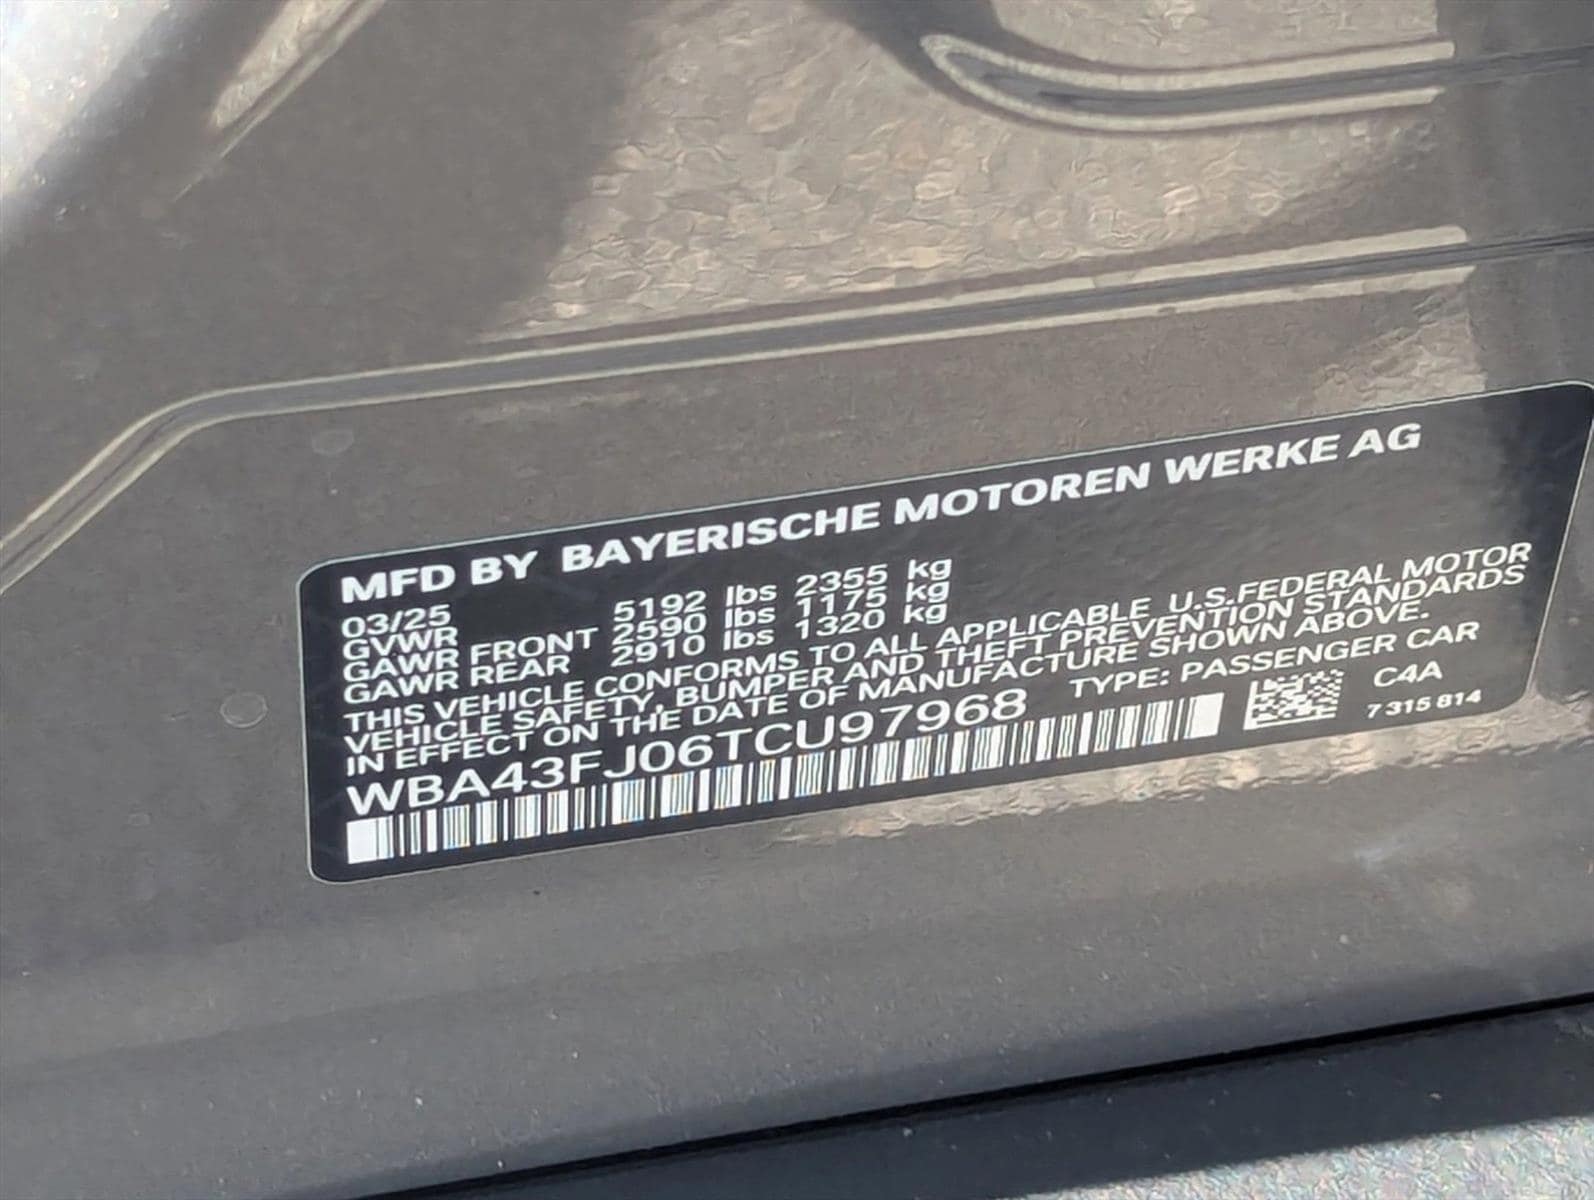 MFD BY BAYERISCHE MOTOREN WERKE AG
03/25
GVWR 5192 lbs 2355 kg
GAWR FRONT 2590 lbs 1175 kg
GAWR REAR 2910 lbs 1320 kg
THIS VEHICLE CONFORMS TO ALL APPLICABLE U.S.FEDERAL MOTOR
VEHICLE SAFETY, BUMPER AND THEFT PREVENTION STANDARDS
IN EFFECT ON THE DATE OF MANUFACTURE SHOWN ABOVE.
WBA43FJ06TCU97968 TYPE: PASSENGER CAR
C4A
7 315 814